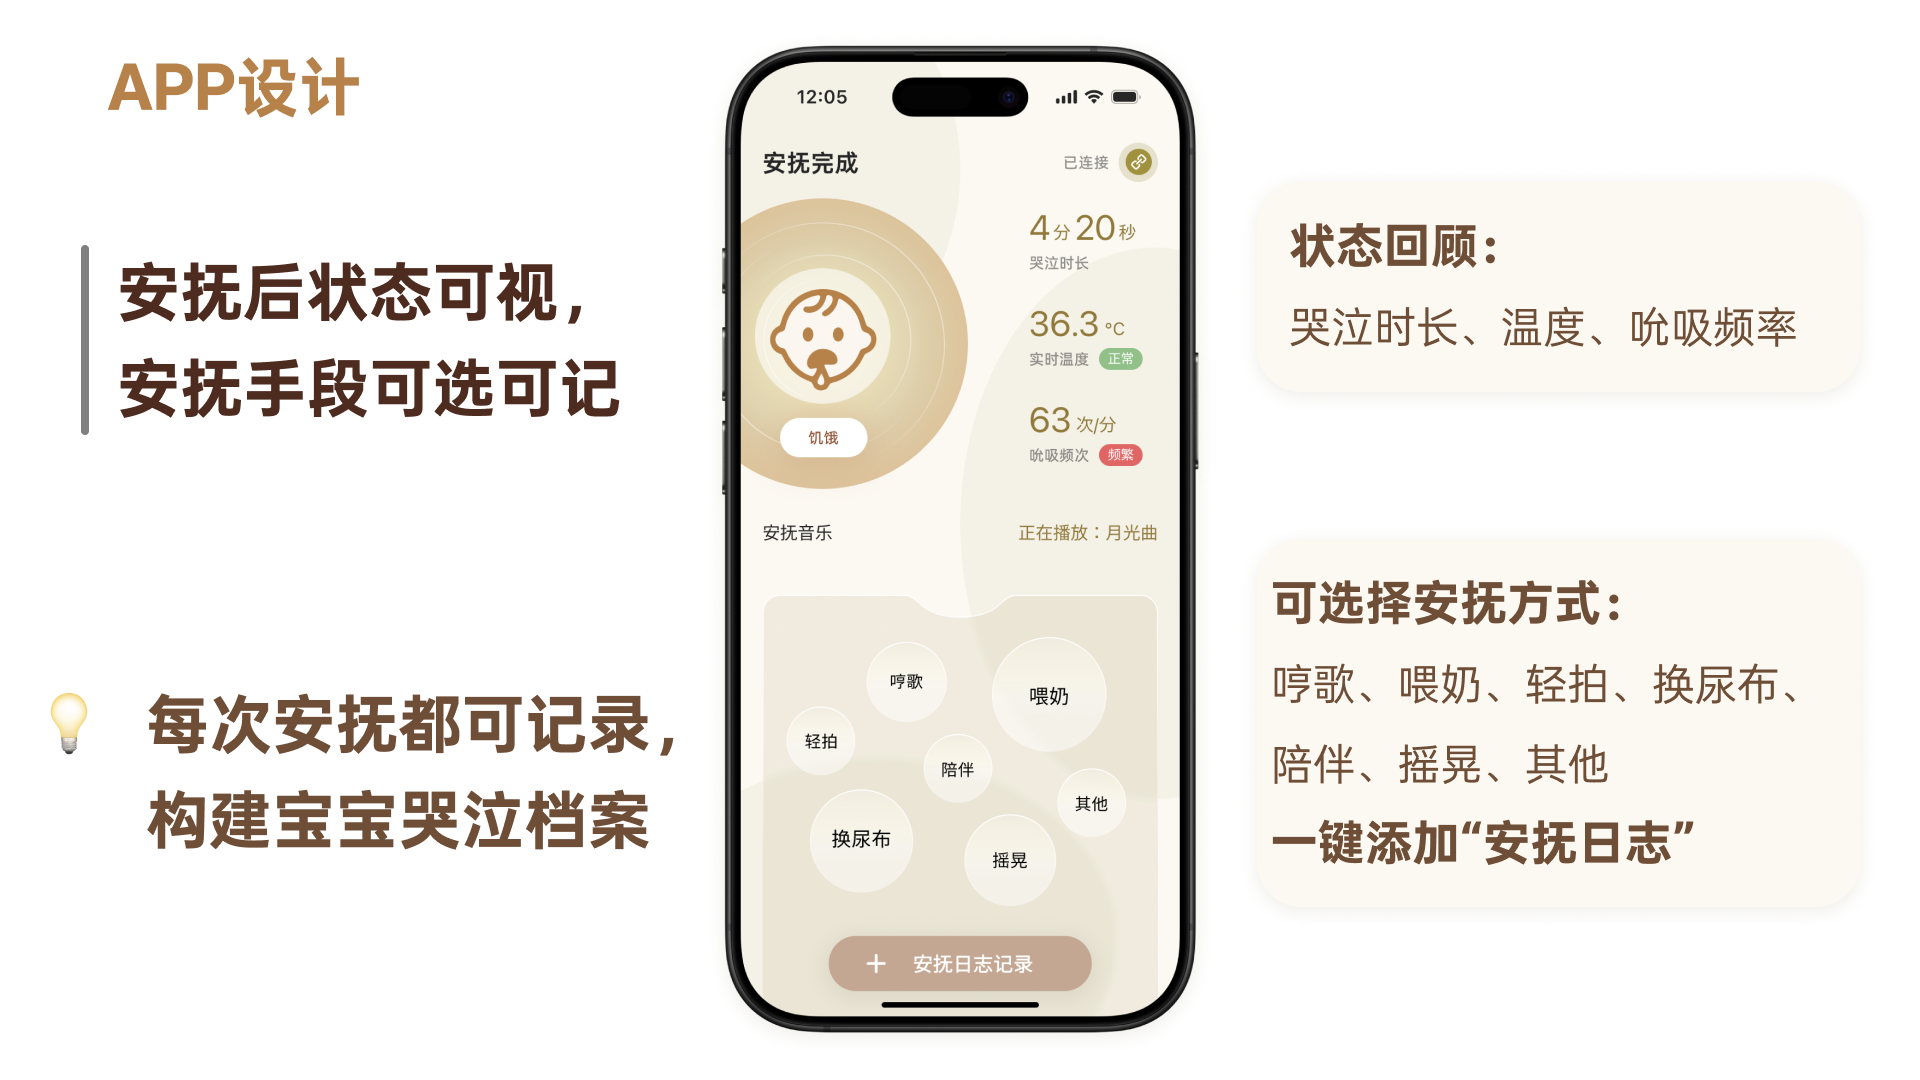 APP设计
安抚后状态可视，
安抚手段可选可记
每次安抚都可记录，
构建宝宝哭泣档案
12:05
安抚完成
已连接
4分20秒
哭泣时长
36.3 °C
实时温度 正常
63 次/分
吮吸频次 频繁
饥饿
安抚音乐
正在播放：月光曲
哼歌
喂奶
轻拍
陪伴
其他
换尿布
摇晃
+ 安抚日志记录
状态回顾：
哭泣时长、温度、吮吸频率
可选择安抚方式：
哼歌、喂奶、轻拍、换尿布、
陪伴、摇晃、其他
一键添加“安抚日志”